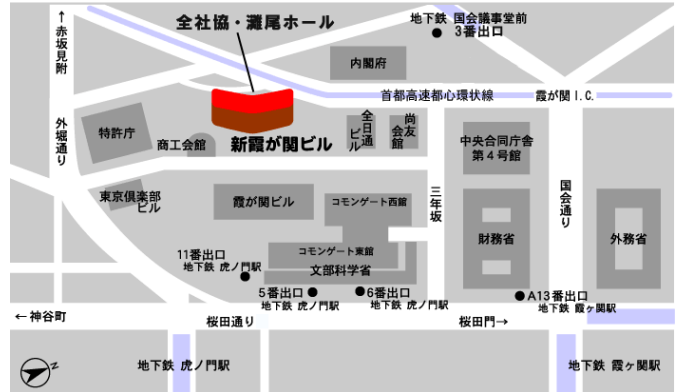 全社協・灘尾ホール
地下鉄 国会議事堂前
3番出口
←赤坂見附
内閣府
首都高速都心環状線
霞が関 I.C.
外堀通り
特許庁
商工会館
新霞が関ビル
全日通
ビル
尚友
会館
中央合同庁舎
第4号館
東京倶楽部
ビル
霞が関ビル
コモンゲート西館
三年坂
国会通り
コモンゲート東館
文部科学省
財務省
外務省
11番出口
地下鉄 虎ノ門駅
5番出口
地下鉄 虎ノ門駅
6番出口
地下鉄 虎ノ門駅
A13番出口
地下鉄 霞ヶ関駅
← 神谷町
桜田通り
桜田門→
N
地下鉄 虎ノ門駅
地下鉄 霞ヶ関駅